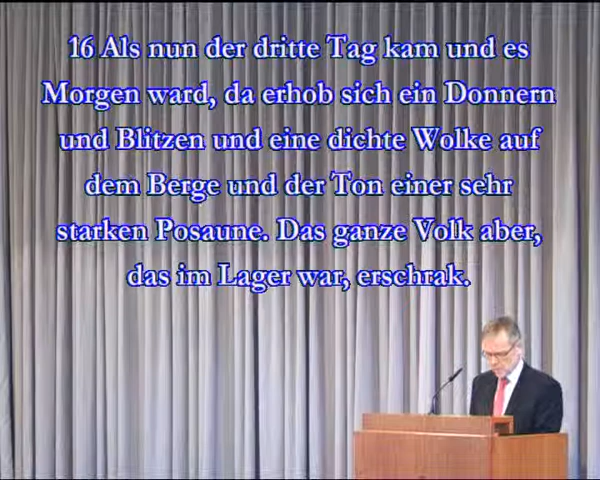 16 Als nun der dritte Tag kam und es
Morgen ward, da erhob sich ein Donnern
und Blitzen und eine dichte Wolke auf
dem Berge und der Ton einer sehr
starken Posaune. Das ganze Volk aber,
das im Lager war, erschrak.